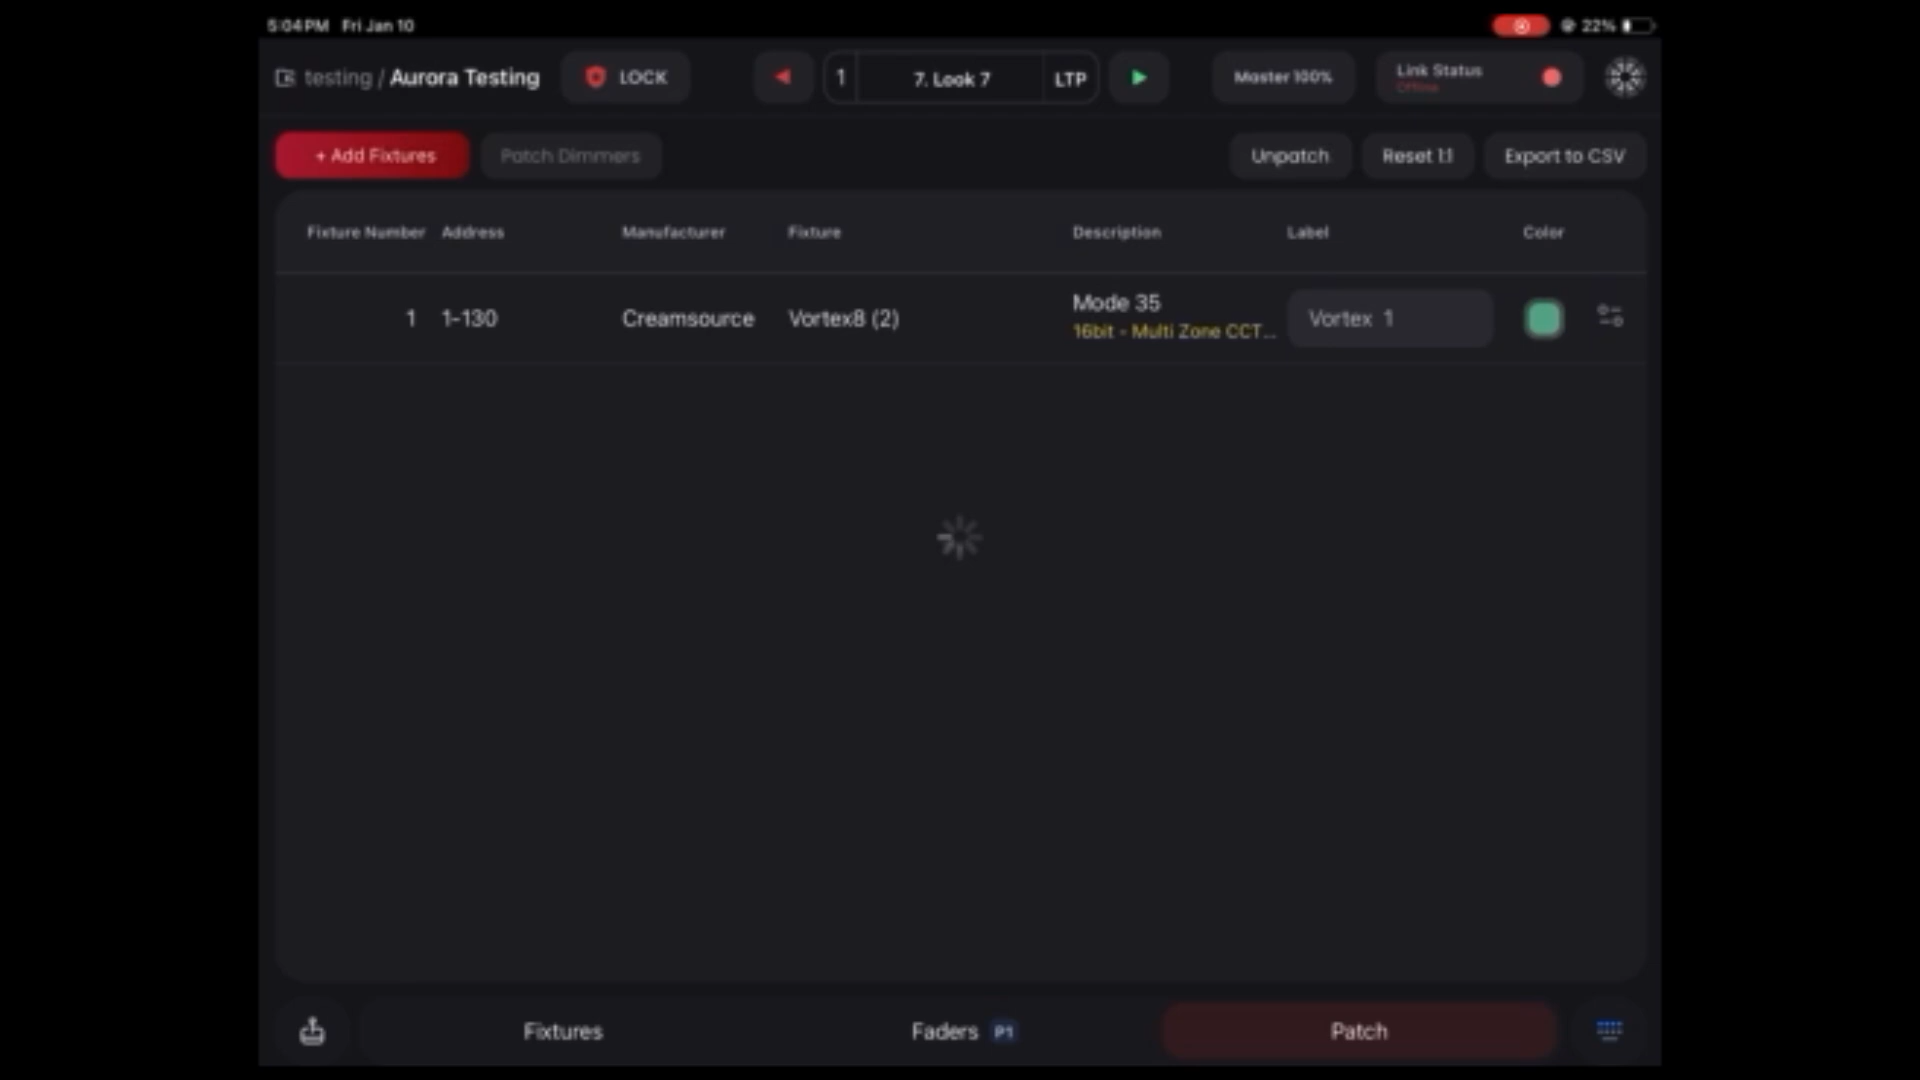 5:04PM Fri Jan 10
22%
testing / Aurora Testing
LOCK
1
7. Look 7
LTP
Master 100%
Link Status
Offline
+ Add Fixtures
Patch Dimmers
Unpatch
Reset 1:1
Export to CSV
Fixture Number Address Manufacturer Fixture Description Label Color
1 1-130 Creamsource Vortex8 (2) Mode 35 Vortex 1
16bit - Multi Zone CCT...
Fixtures
Faders P1
Patch